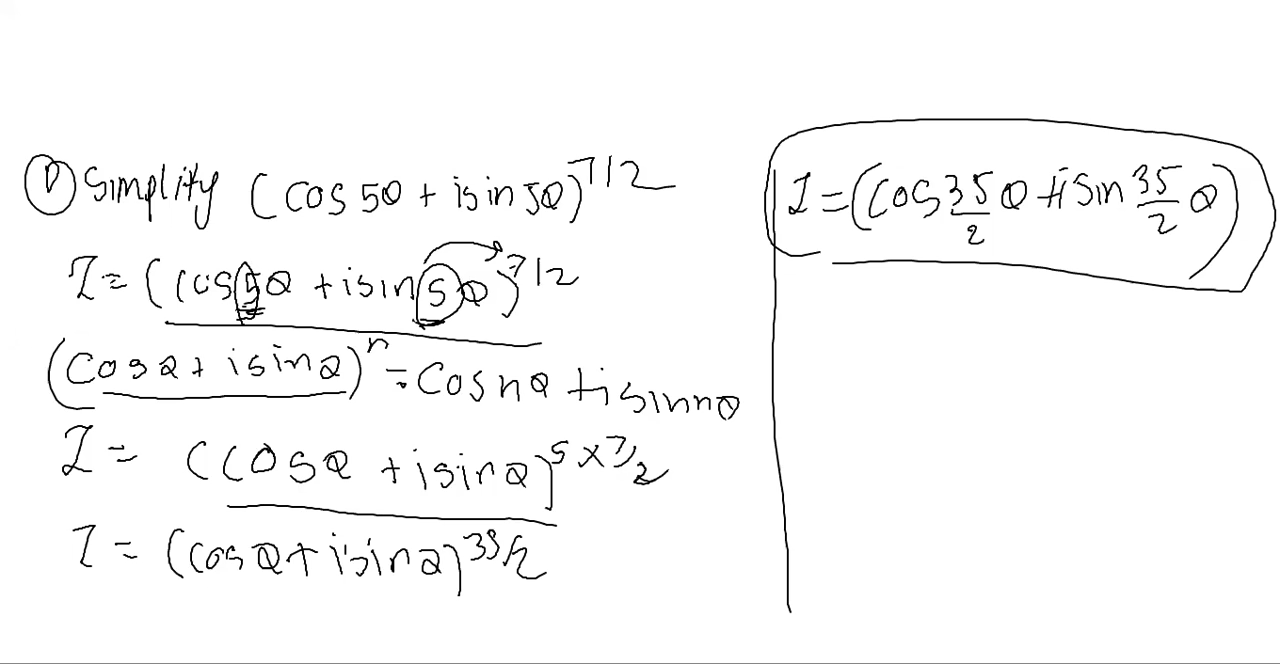 ① Simplify (cos 5θ + i sin 5θ)^7/2
Z = (cos 5θ + i sin 5θ)^7/2
(cos θ + i sin θ)^n = cos nθ + i sin nθ
Z = (cos θ + i sin θ)^5 × 7/2
Z = (cos θ + i sin θ)^35/2
Z = (cos 35/2 θ + i sin 35/2 θ)